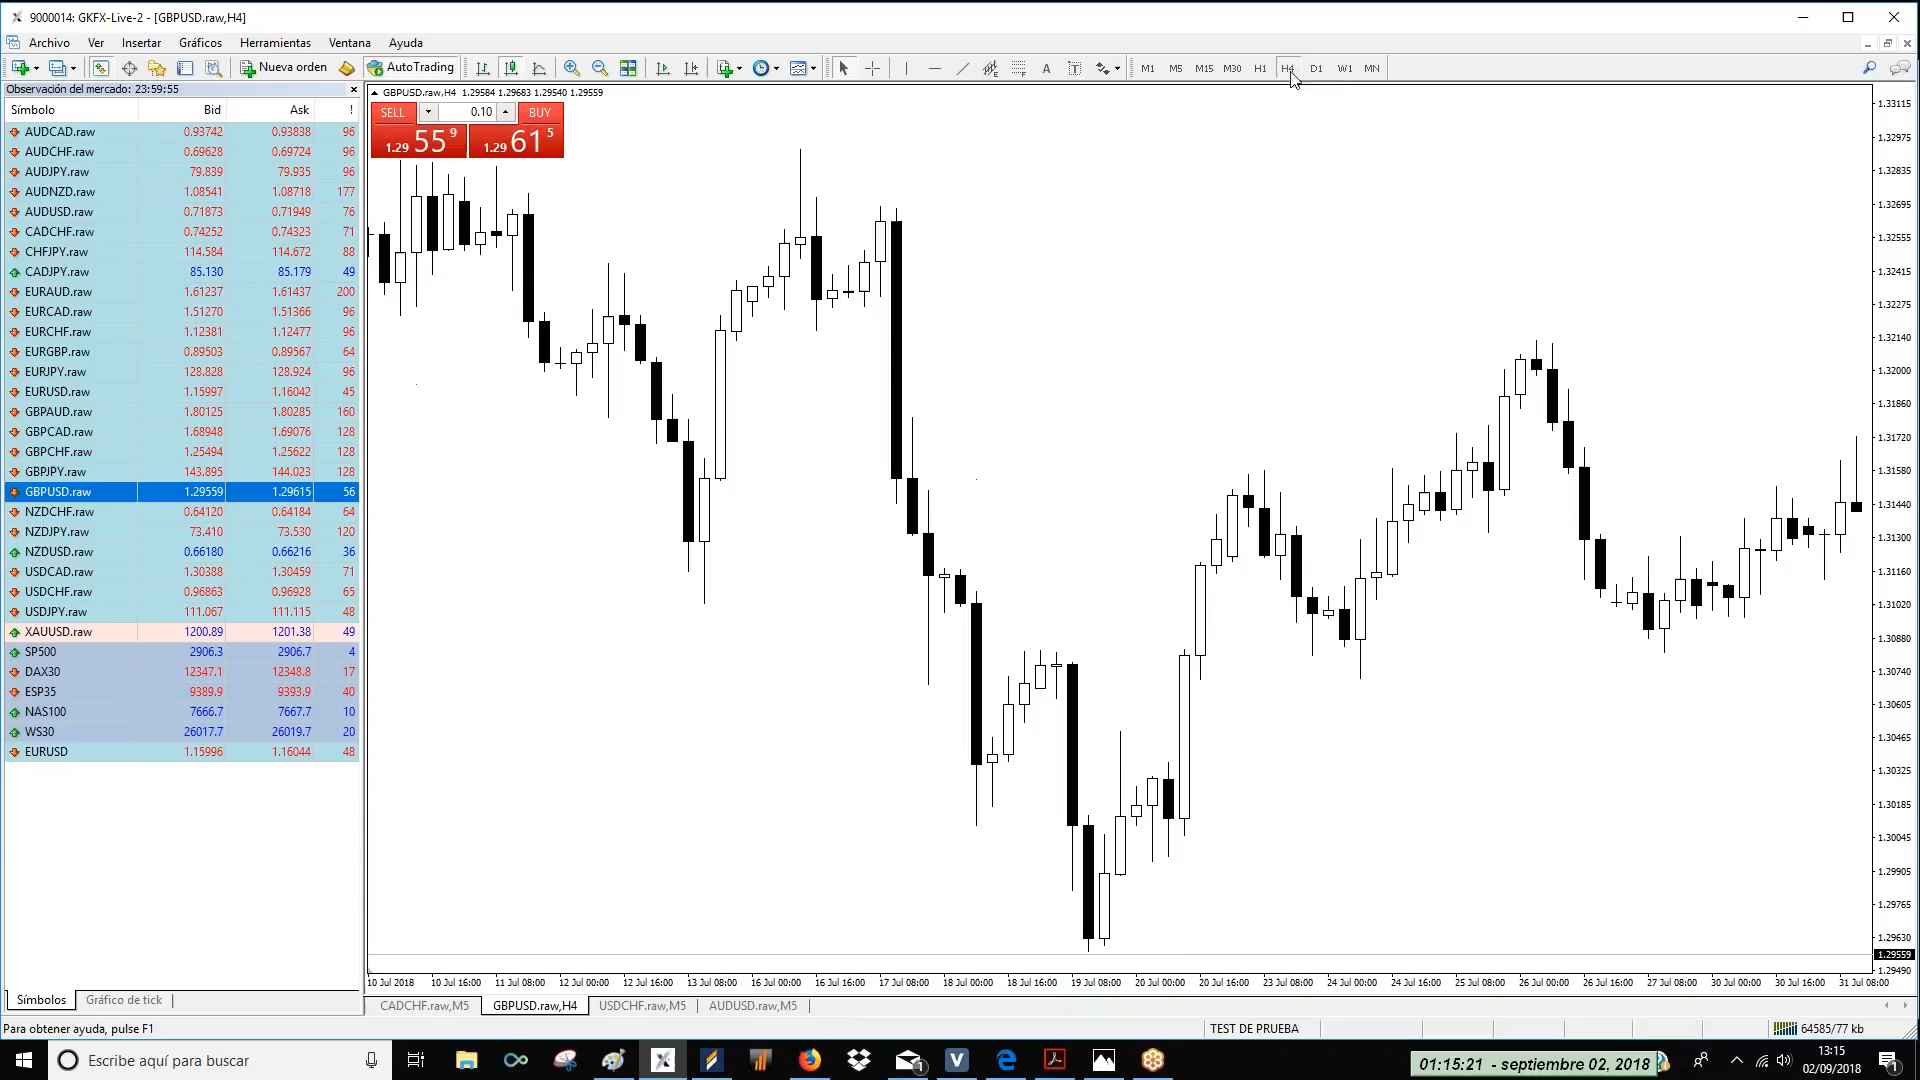 9000014: GKFX-Live-2 - [GBPUSD.raw,H4]
Archivo Ver Insertar Gráficos Herramientas Ventana Ayuda
Nueva orden AutoTrading A T M1 M5 M15 M30 H1 H4 D1 W1 MN
Observación del mercado: 23:59:55
Símbolo Bid Ask !
AUDCAD.raw 0.93742 0.93838 96
AUDCHF.raw 0.69628 0.69724 96
AUDJPY.raw 79.839 79.935 96
AUDNZD.raw 1.08541 1.08718 177
AUDUSD.raw 0.71873 0.71949 76
CADCHF.raw 0.74252 0.74323 71
CHFJPY.raw 114.584 114.672 88
CADJPY.raw 85.130 85.179 49
EURAUD.raw 1.61237 1.61437 200
EURCAD.raw 1.51270 1.51366 96
EURCHF.raw 1.12381 1.12477 96
EURGBP.raw 0.89503 0.89567 64
EURJPY.raw 128.828 128.924 96
EURUSD.raw 1.15997 1.16042 45
GBPAUD.raw 1.80125 1.80285 160
GBPCAD.raw 1.68948 1.69076 128
GBPCHF.raw 1.25494 1.25622 128
GBPJPY.raw 143.895 144.023 128
GBPUSD.raw 1.29559 1.29615 56
NZDCHF.raw 0.64120 0.64184 64
NZDJPY.raw 73.410 73.530 120
NZDUSD.raw 0.66180 0.66216 36
USDCAD.raw 1.30388 1.30459 71
USDCHF.raw 0.96863 0.96928 65
USDJPY.raw 111.067 111.115 48
XAUUSD.raw 1200.89 1201.38 49
SP500 2906.3 2906.7 4
DAX30 12347.1 12348.8 17
ESP35 9389.9 9393.9 40
NAS100 7666.7 7667.7 10
WS30 26017.7 26019.7 20
EURUSD 1.15996 1.16044 48
Símbolos Gráfico de tick
GBPUSD.raw,H4 1.29584 1.29683 1.29540 1.29559
SELL 0.10 BUY
1.29 55 9 1.29 61 5
1.33115
1.32975
1.32835
1.32695
1.32555
1.32415
1.32275
1.32140
1.32000
1.31860
1.31720
1.31580
1.31440
1.31300
1.31160
1.31020
1.30880
1.30740
1.30605
1.30465
1.30325
1.30185
1.30045
1.29905
1.29765
1.29630
1.29559
1.29490
10 Jul 2018 10 Jul 16:00 11 Jul 08:00 12 Jul 00:00 12 Jul 16:00 13 Jul 08:00 16 Jul 00:00 16 Jul 16:00 17 Jul 08:00 18 Jul 00:00 18 Jul 16:00 19 Jul 08:00 20 Jul 00:00 20 Jul 16:00 23 Jul 08:00 24 Jul 00:00 24 Jul 16:00 25 Jul 08:00 26 Jul 00:00 26 Jul 16:00 27 Jul 08:00 30 Jul 00:00 30 Jul 16:00 31 Jul 08:00
CADCHF.raw,M5 GBPUSD.raw,H4 USDCHF.raw,M5 AUDUSD.raw,M5
Para obtener ayuda, pulse F1 TEST DE PRUEBA 64585/77 kb
Escribe aquí para buscar 1 V 01:15:21 - septiembre 02, 2018 13:15
02/09/2018 1